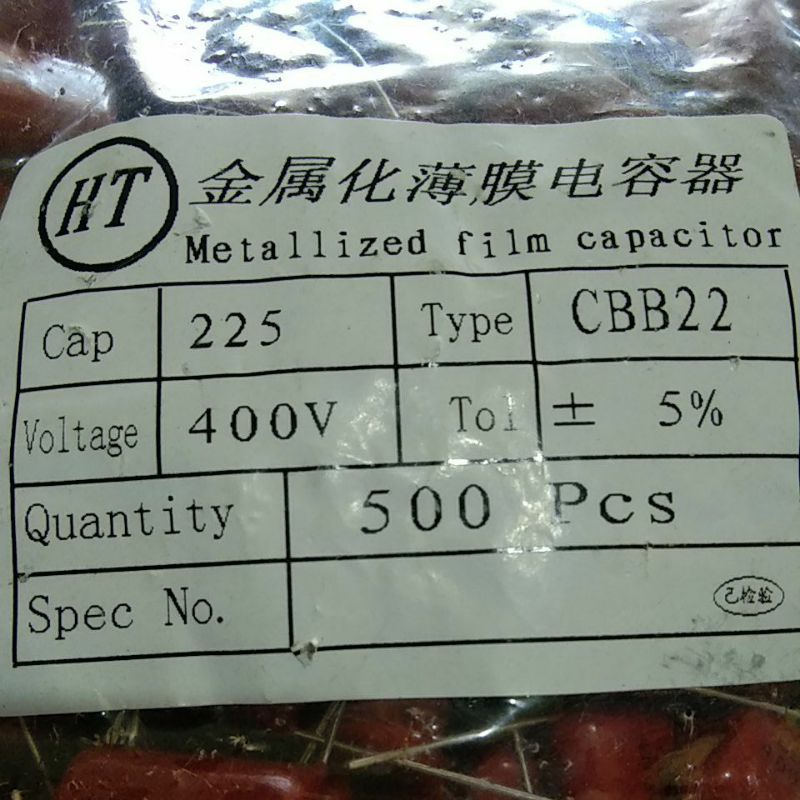 HT
金属化薄膜电容器
Metallized film capacitor
Cap 225 Type CBB22
Voltage 400V Tol ± 5%
Quantity 500 Pcs
Spec No.
己检验